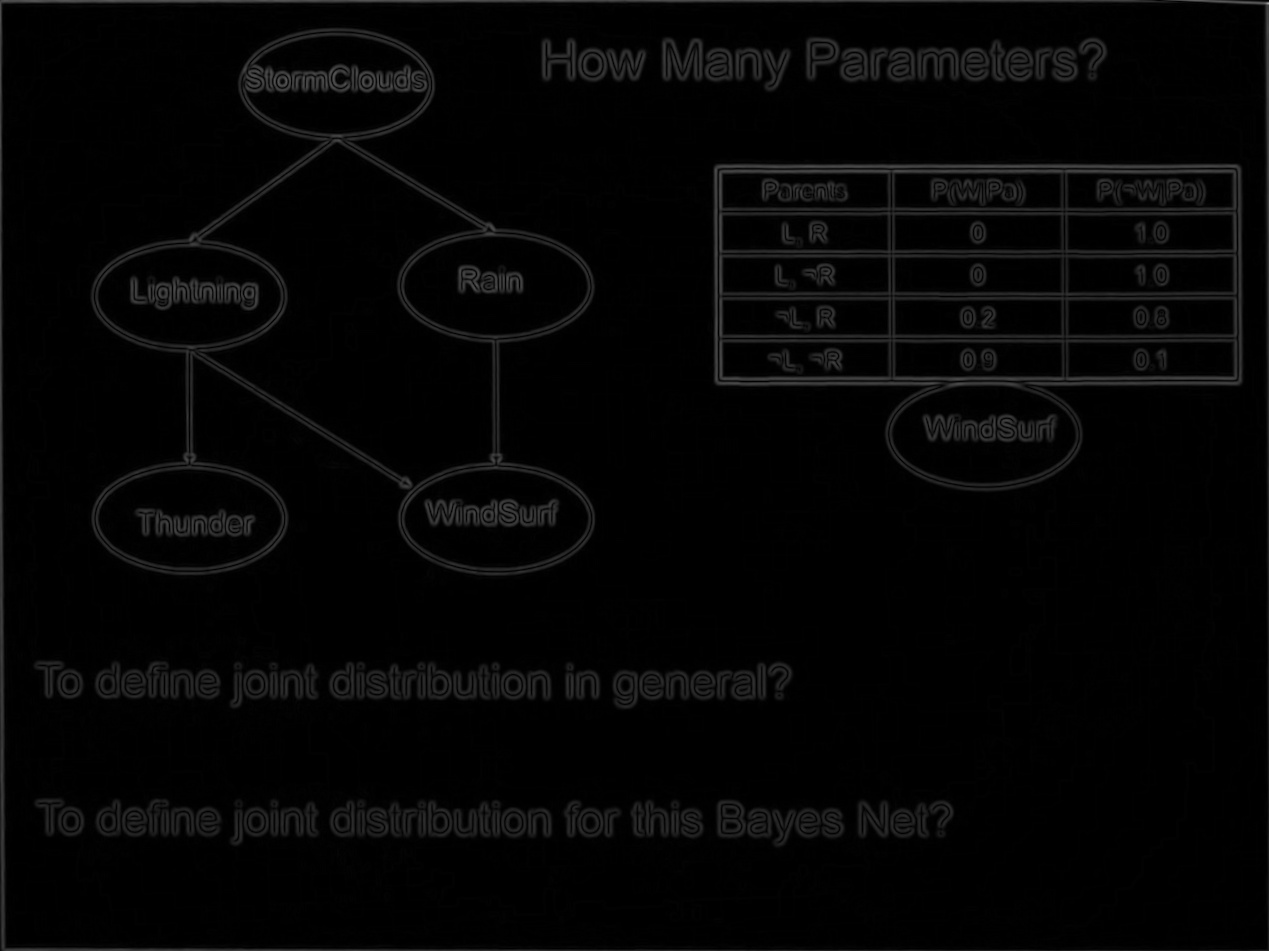 How Many Parameters?
StormClouds
Lightning
Rain
Thunder
WindSurf
Parents P(W|Pa) P(¬W|Pa)
L, R 0 1.0
L, ¬R 0 1.0
¬L, R 0.2 0.8
¬L, ¬R 0.9 0.1
WindSurf
To define joint distribution in general?
To define joint distribution for this Bayes Net?